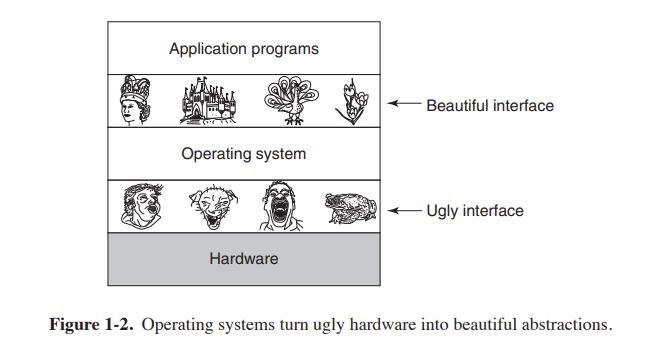 Application programs
Beautiful interface
Operating system
Ugly interface
Hardware
Figure 1-2. Operating systems turn ugly hardware into beautiful abstractions.